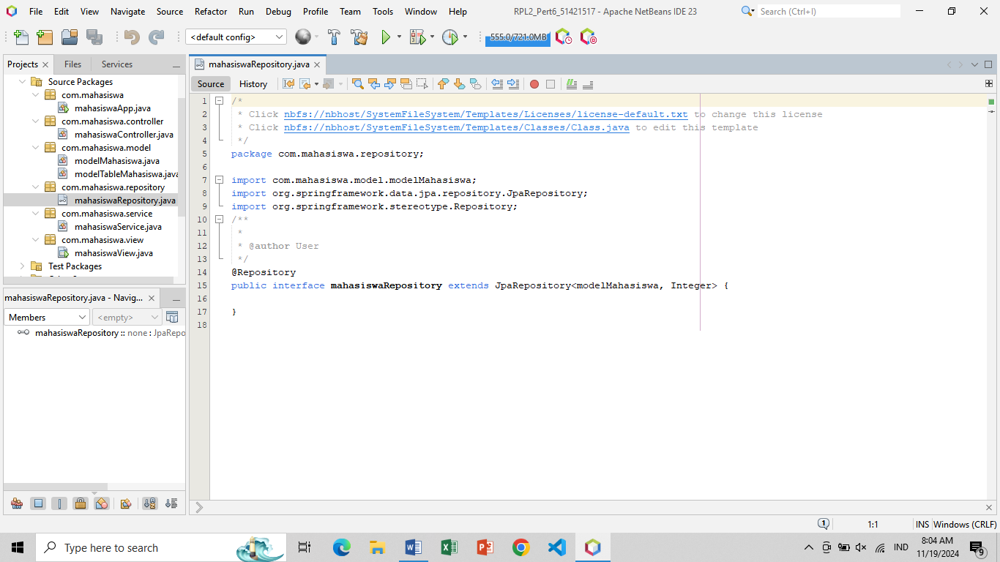 File Edit View Navigate Source Refactor Run Debug Profile Team Tools Window Help
RPL2_Pert6_51421517 - Apache NetBeans IDE 23
Search (Ctrl+I)
<default config>
555.0/721.0MB
Projects
Files
Services
Source Packages
com.mahasiswa
mahasiswaApp.java
com.mahasiswa.controller
mahasiswaController.java
com.mahasiswa.model
modelMahasiswa.java
modelTableMahasiswa.java
com.mahasiswa.repository
mahasiswaRepository.java
com.mahasiswa.service
mahasiswaService.java
com.mahasiswa.view
mahasiswaView.java
Test Packages
mahasiswaRepository.java - Navig...
Members
<empty>
mahasiswaRepository :: none : JpaRepo
mahasiswaRepository.java
Source History
1 /*
2 * Click nbfs://nbhost/SystemFileSystem/Templates/Licenses/license-default.txt to change this license
3 * Click nbfs://nbhost/SystemFileSystem/Templates/Classes/Class.java to edit this template
4 */
5 package com.mahasiswa.repository;
6
7 import com.mahasiswa.model.modelMahasiswa;
8 import org.springframework.data.jpa.repository.JpaRepository;
9 import org.springframework.stereotype.Repository;
10 /**
11 *
12 * @author User
13 */
14 @Repository
15 public interface mahasiswaRepository extends JpaRepository<modelMahasiswa, Integer> {
16
17 }
18
1
1:1
INS
Windows (CRLF)
Type here to search
IND
8:04 AM
11/19/2024
9